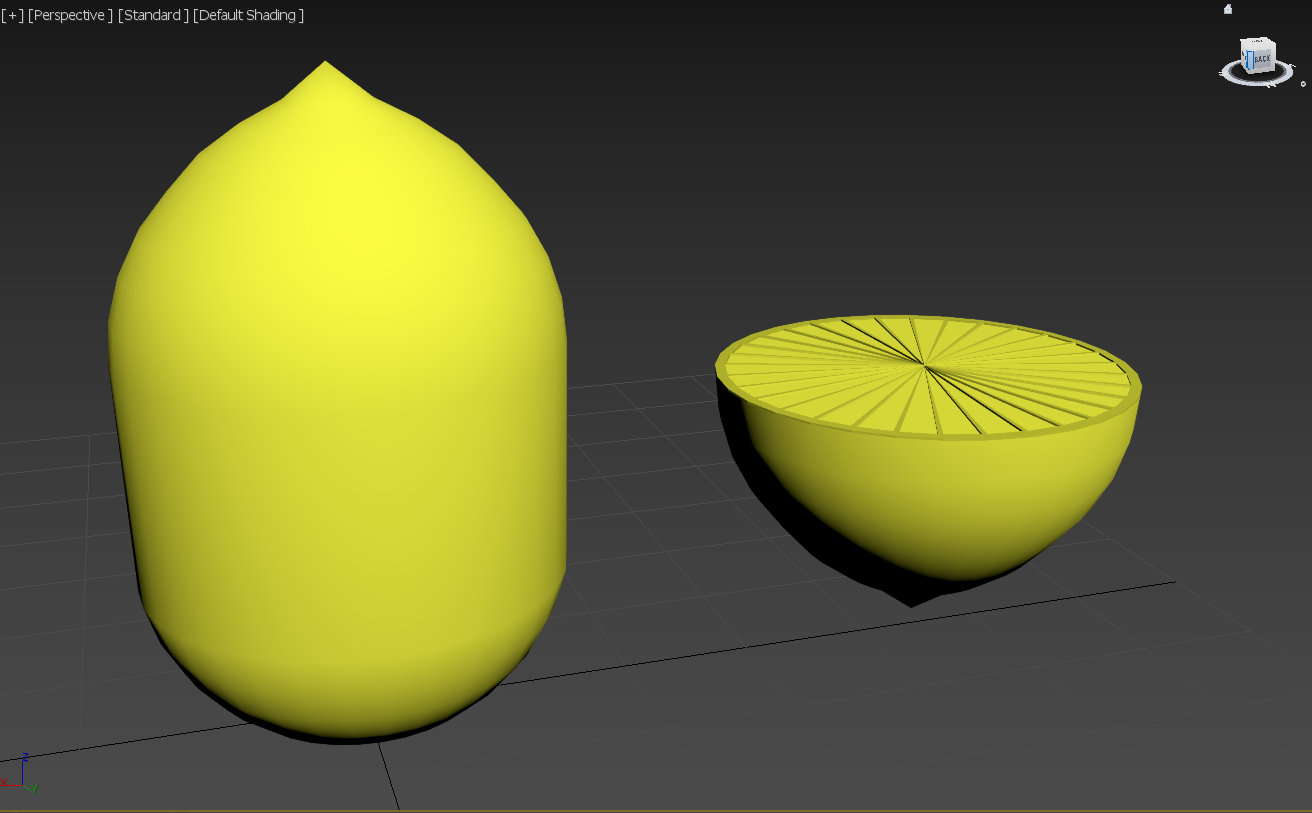 [+] [Perspective ] [Standard ] [Default Shading ]
BACK
z
x
y